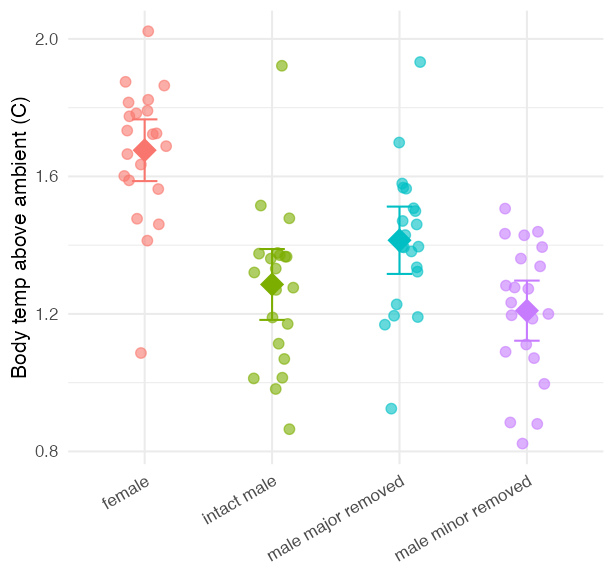 Body temp above ambient (C)
2.0
1.6
1.2
0.8
female
intact male
male major removed
male minor removed